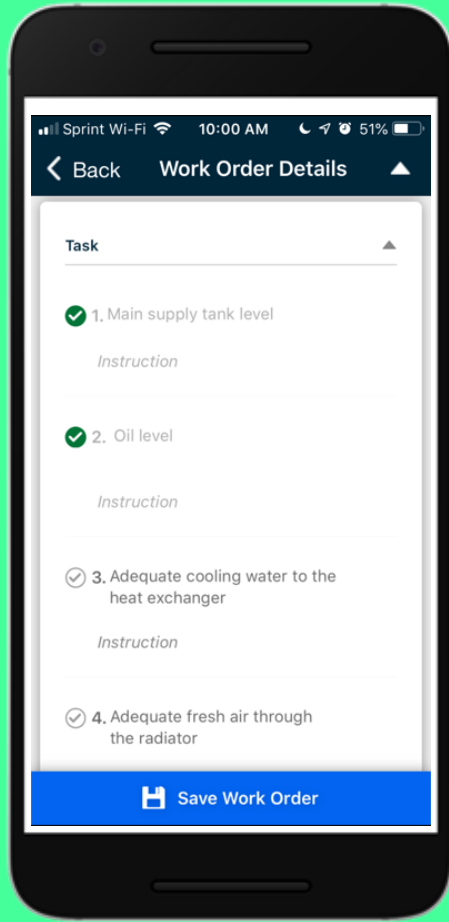 Sprint Wi-Fi 10:00 AM 51%
Back Work Order Details
Task
1. Main supply tank level
Instruction
2. Oil level
Instruction
3. Adequate cooling water to the
heat exchanger
Instruction
4. Adequate fresh air through
the radiator
Save Work Order